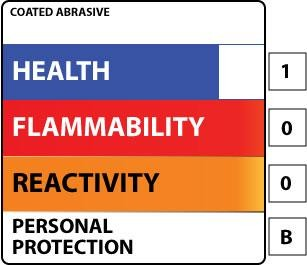 COATED ABRASIVE
HEALTH 1
FLAMMABILITY 0
REACTIVITY 0
PERSONAL
PROTECTION B